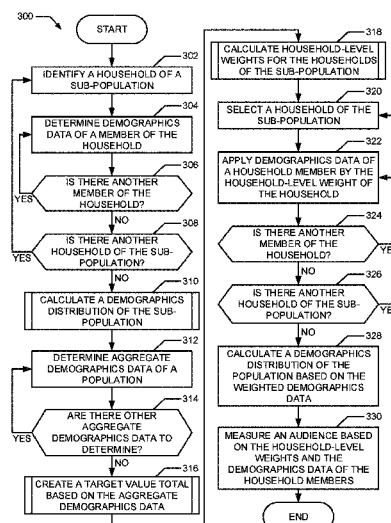 300
START
302
IDENTIFY A HOUSEHOLD OF A
SUB-POPULATION
304
DETERMINE DEMOGRAPHICS
DATA OF A MEMBER OF THE
HOUSEHOLD
306
IS THERE ANOTHER
MEMBER OF THE
HOUSEHOLD?
YES
NO
308
IS THERE ANOTHER
HOUSEHOLD OF THE SUB-
POPULATION?
YES
NO
310
CALCULATE A DEMOGRAPHICS
DISTRIBUTION OF THE SUB-
POPULATION
312
DETERMINE AGGREGATE
DEMOGRAPHICS DATA OF A
POPULATION
314
ARE THERE OTHER
AGGREGATE
DEMOGRAPHICS DATA TO
DETERMINE?
YES
NO
316
CREATE A TARGET VALUE TOTAL
BASED ON THE AGGREGATE
DEMOGRAPHICS DATA
318
CALCULATE HOUSEHOLD-LEVEL
WEIGHTS FOR THE HOUSEHOLDS
OF THE SUB-POPULATION
320
SELECT A HOUSEHOLD OF THE
SUB-POPULATION
322
APPLY DEMOGRAPHICS DATA OF
A HOUSEHOLD MEMBER BY THE
HOUSEHOLD-LEVEL WEIGHT OF
THE HOUSEHOLD
324
IS THERE ANOTHER
MEMBER OF THE
HOUSEHOLD?
YES
NO
326
IS THERE ANOTHER
HOUSEHOLD OF THE SUB-
POPULATION?
YES
NO
328
CALCULATE A DEMOGRAPHICS
DISTRIBUTION OF THE
POPULATION BASED ON THE
WEIGHTED DEMOGRAPHICS
DATA
330
MEASURE AN AUDIENCE BASED
ON THE HOUSEHOLD-LEVEL
WEIGHTS AND THE
DEMOGRAPHICS DATA OF THE
HOUSEHOLD MEMBERS
END